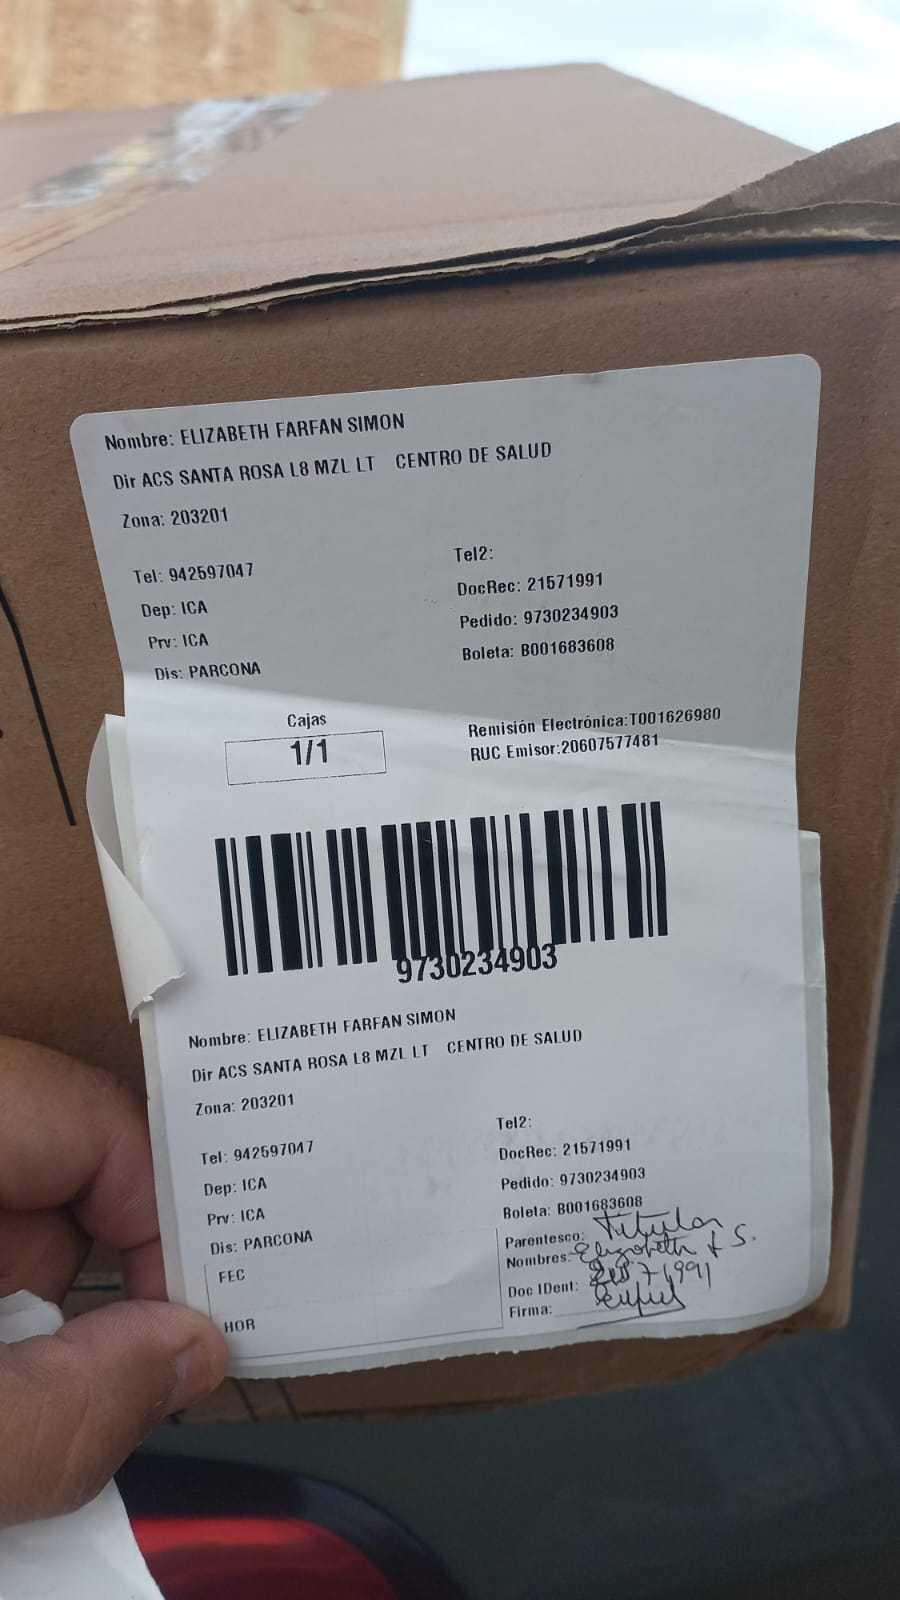 Nombre: ELIZABETH FARFAN SIMON
Dir ACS SANTA ROSA L8 MZL LT CENTRO DE SALUD
Zona: 203201
Tel: 942597047 Tel2:
Dep: ICA DocRec: 21571991
Prv: ICA Pedido: 9730234903
Dis: PARCONA Boleta: B001683608
Cajas Remisión Electrónica:T001626980
1/1 RUC Emisor:20607577481
9730234903
Nombre: ELIZABETH FARFAN SIMON
Dir ACS SANTA ROSA L8 MZL LT CENTRO DE SALUD
Zona: 203201
Tel: 942597047 Tel2:
Dep: ICA DocRec: 21571991
Prv: ICA Pedido: 9730234903
Dis: PARCONA Boleta: B001683608
FEC Parentesco: Titular
Nombres: Elizabeth F S.
Doc IDent:
HOR Firma: